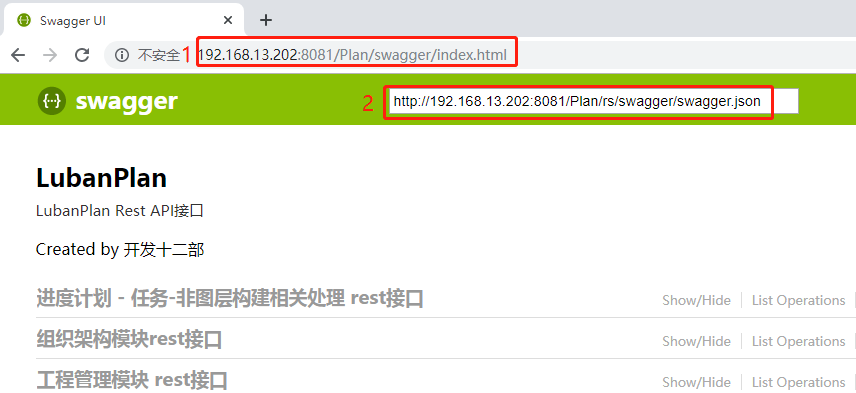 Swagger UI
不安全 1 192.168.13.202:8081/Plan/swagger/index.html
swagger 2 http://192.168.13.202:8081/Plan/rs/swagger/swagger.json
LubanPlan
LubanPlan Rest API接口
Created by 开发十二部
进度计划 - 任务-非图层构建相关处理 rest接口 Show/Hide List Operations
组织架构模块rest接口 Show/Hide List Operations
工程管理模块 rest接口 Show/Hide List Operations